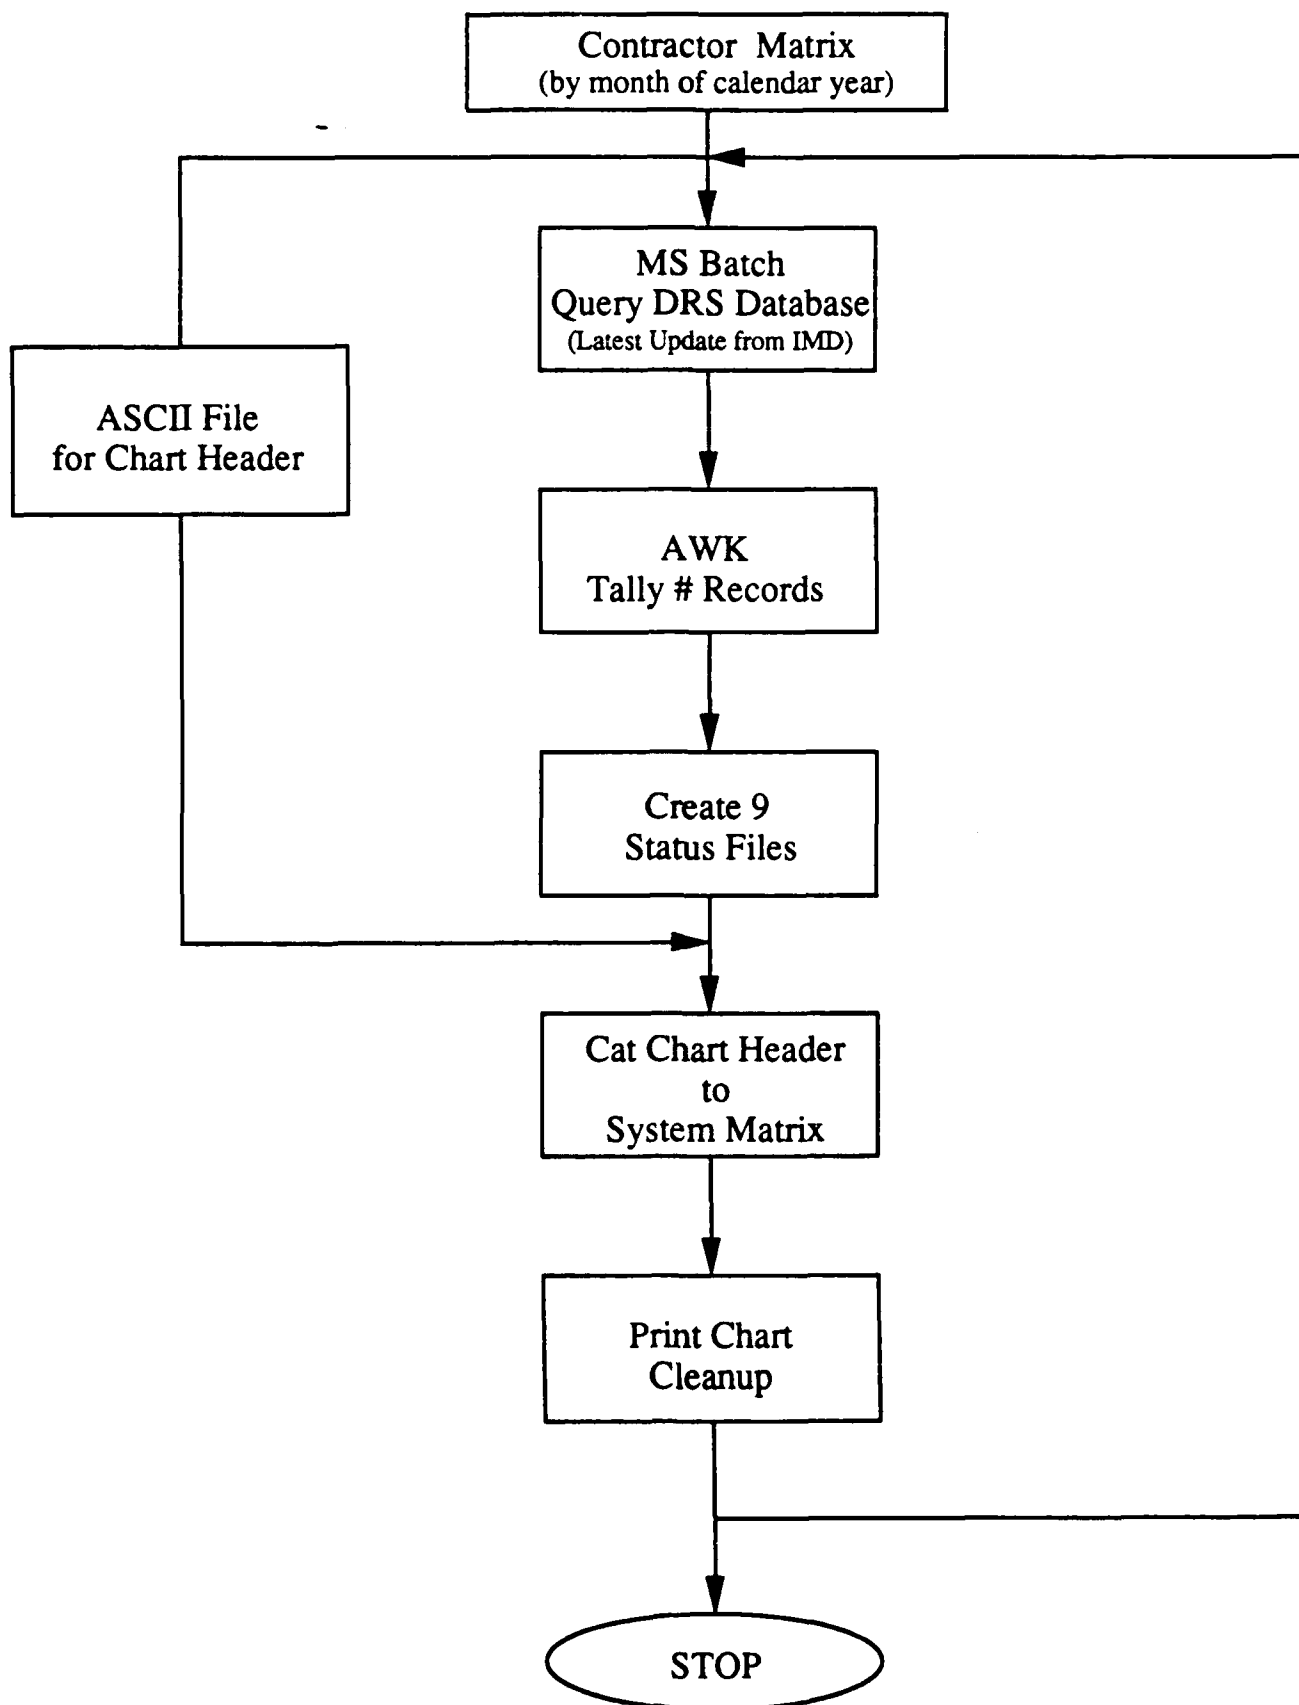 Contractor Matrix
(by month of calendar year)
MS Batch
Query DRS Database
(Latest Update from IMD)
ASCII File
for Chart Header
AWK
Tally # Records
Create 9
Status Files
Cat Chart Header
to
System Matrix
Print Chart
Cleanup
STOP